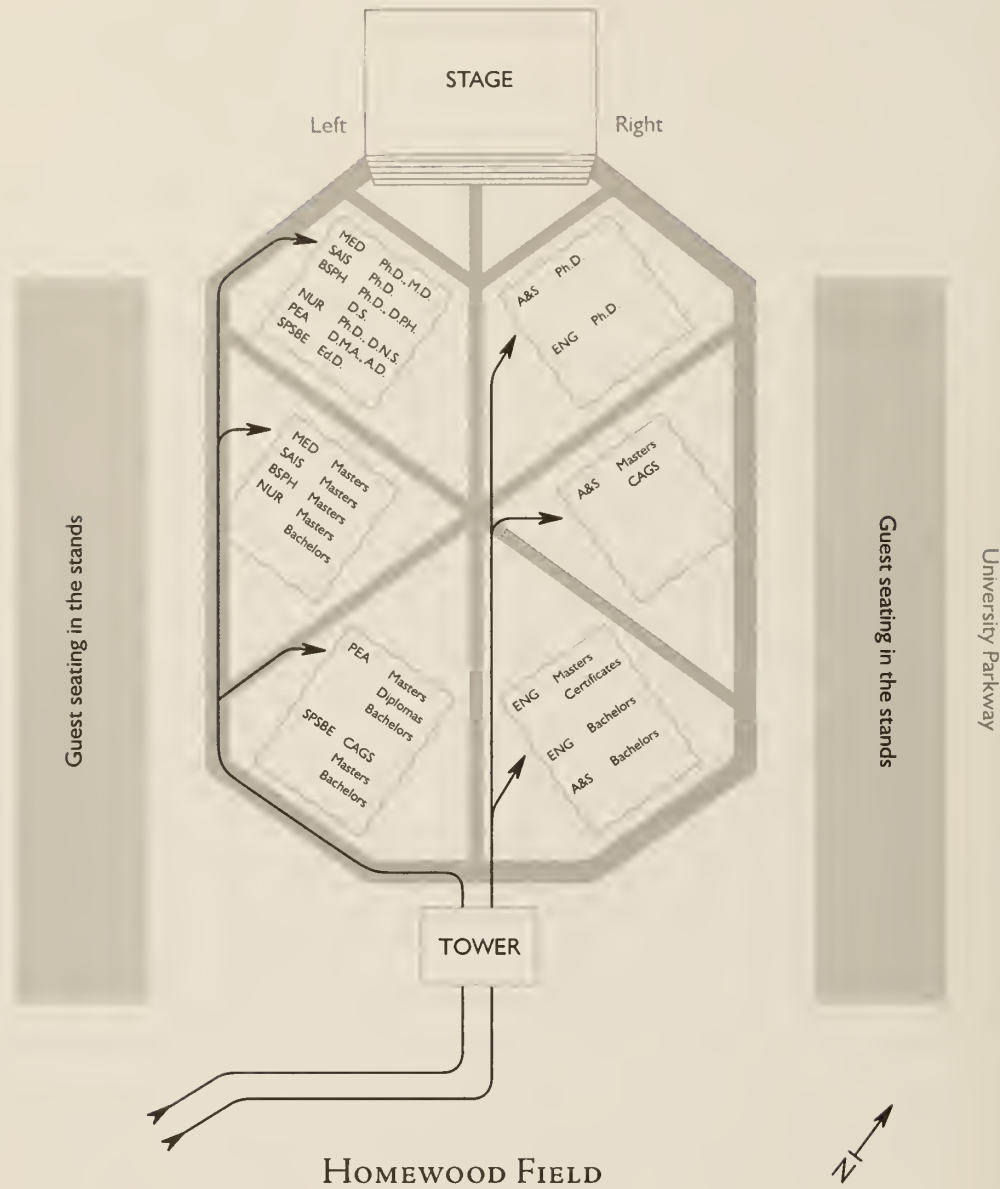 STAGE
Left
Right
MED Ph.D., M.D.
SAIS Ph.D.
BSPH Ph.D., D.P.H.
D.S.
NUR Ph.D., D.N.S.
PEA D.M.A., A.D.
SPSBE Ed.D.
A&S Ph.D.
ENG Ph.D.
MED Masters
SAIS Masters
BSPH Masters
NUR Masters
Bachelors
A&S Masters
CAGS
PEA Masters
Diplomas
Bachelors
SPSBE CAGS
Masters
Bachelors
ENG Masters
Certificates
ENG Bachelors
A&S Bachelors
Guest seating in the stands
Guest seating in the stands
University Parkway
TOWER
HOMEWOOD FIELD
N